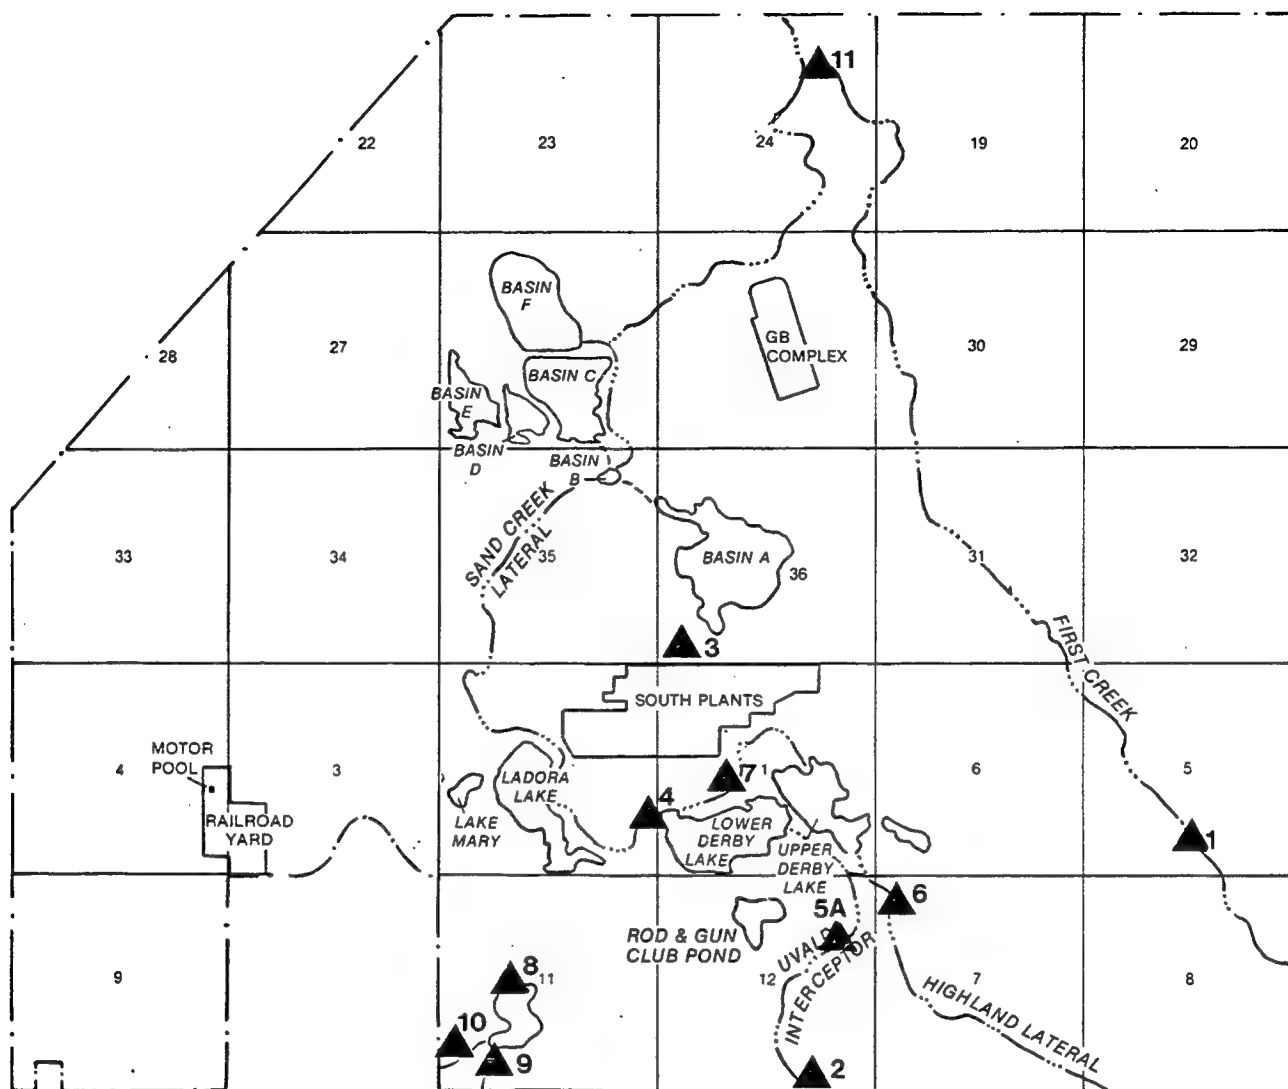 11
22
23
24
19
20
BASIN
F
GB
COMPLEX
28
27
30
29
BASIN C
BASIN
E
BASIN
D
BASIN
B
SAND CREEK
LATERAL
33
34
35
BASIN A
36
31
32
3
FIRST CREEK
SOUTH PLANTS
MOTOR
POOL
4
3
LADORA
LAKE
7
1
6
5
RAILROAD
YARD
LAKE
MARY
4
LOWER
DERBY
LAKE
UPPER
DERBY
LAKE
1
6
5A
ROD & GUN
CLUB POND
UVALD
INTERCEPTOR
9
8
11
12
7
8
HIGHLAND LATERAL
10
9
2